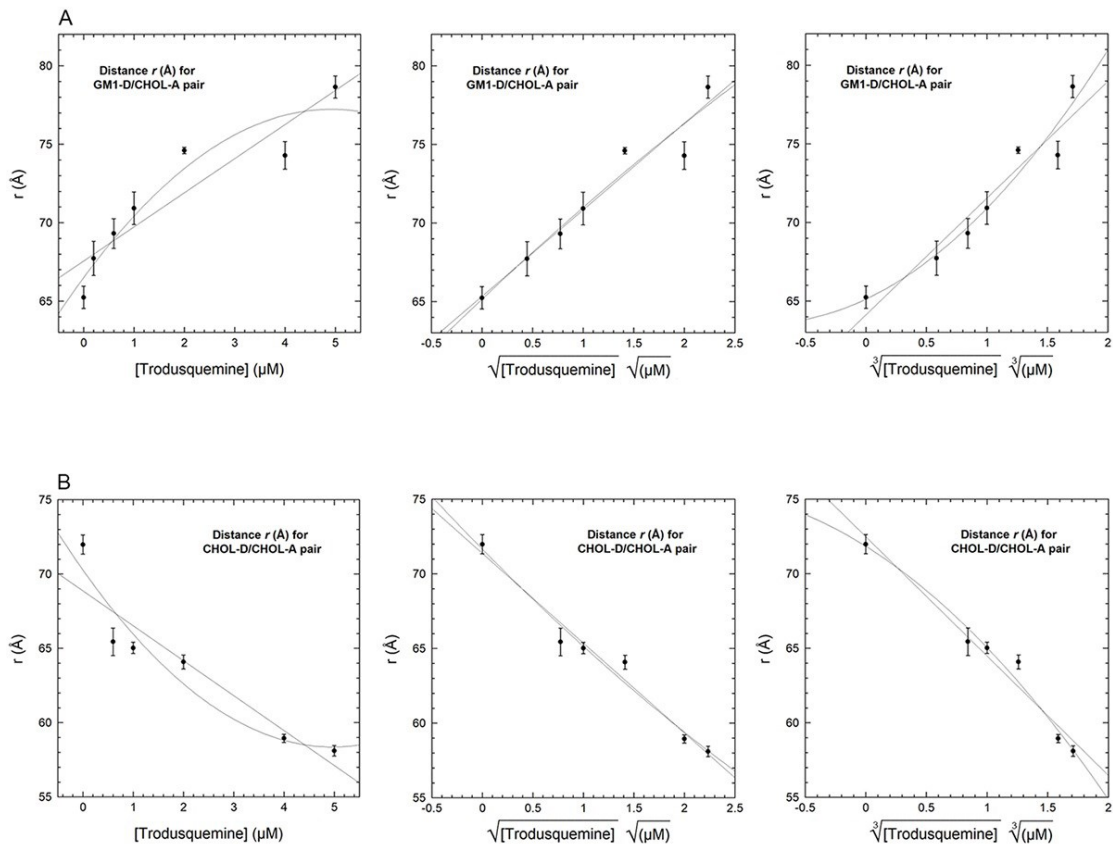 A
Distance r (Å) for
GM1-D/CHOL-A pair
r (Å)
80
75
70
65
0
1
2
3
4
5
[Trodusquemine] (µM)
Distance r (Å) for
GM1-D/CHOL-A pair
r (Å)
80
75
70
65
-0.5
0
0.5
1
1.5
2
2.5
√[Trodusquemine] √(µM)
Distance r (Å) for
GM1-D/CHOL-A pair
r (Å)
80
75
70
65
-0.5
0
0.5
1
1.5
2
∛[Trodusquemine] ∛(µM)
B
Distance r (Å) for
CHOL-D/CHOL-A pair
r (Å)
75
70
65
60
55
0
1
2
3
4
5
[Trodusquemine] (µM)
Distance r (Å) for
CHOL-D/CHOL-A pair
r (Å)
75
70
65
60
55
-0.5
0
0.5
1
1.5
2
2.5
√[Trodusquemine] √(µM)
Distance r (Å) for
CHOL-D/CHOL-A pair
r (Å)
75
70
65
60
55
-0.5
0
0.5
1
1.5
2
∛[Trodusquemine] ∛(µM)